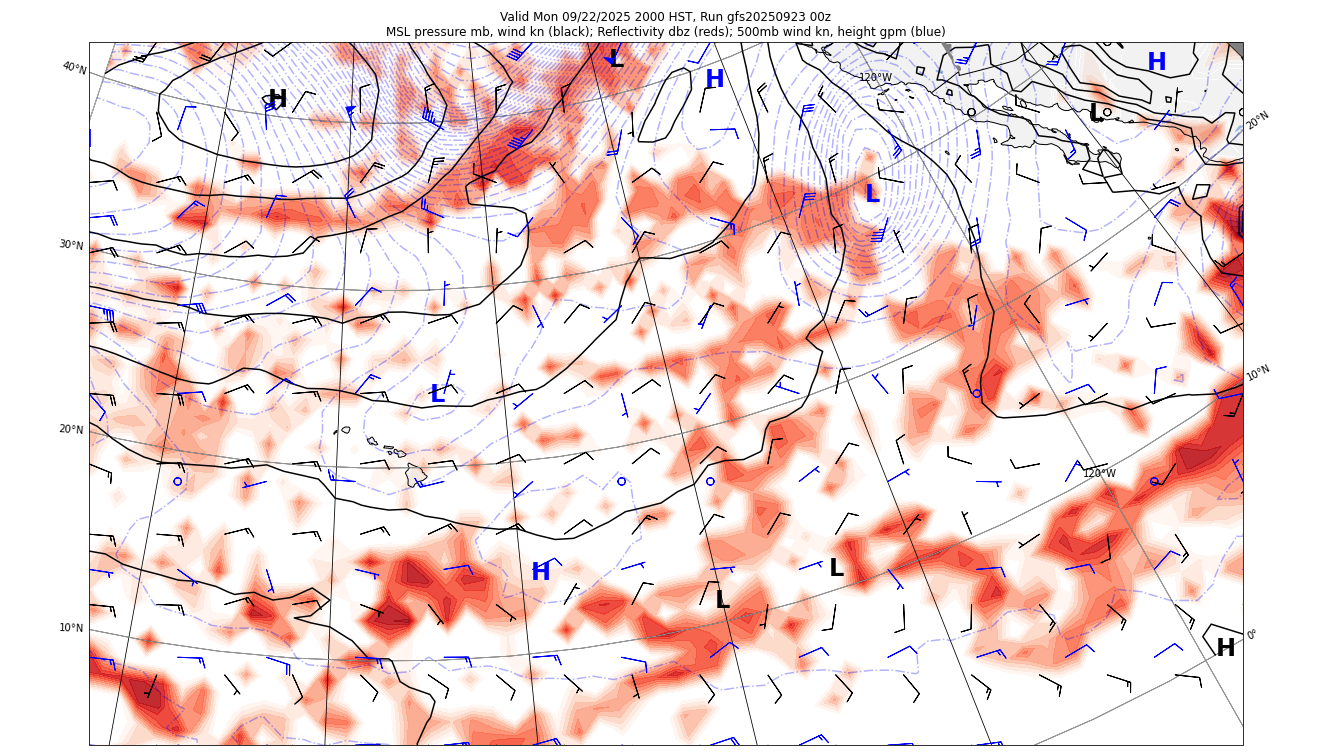 Valid Mon 09/22/2025 2000 HST, Run gfs20250923 00z
MSL pressure mb, wind kn (black); Reflectivity dbz (reds); 500mb wind kn, height gpm (blue)
L
H
H
40°N
120°W
H
L
20°N
L
30°N
10°N
L
20°N
120°W
H
L
L
10°N
0°
H